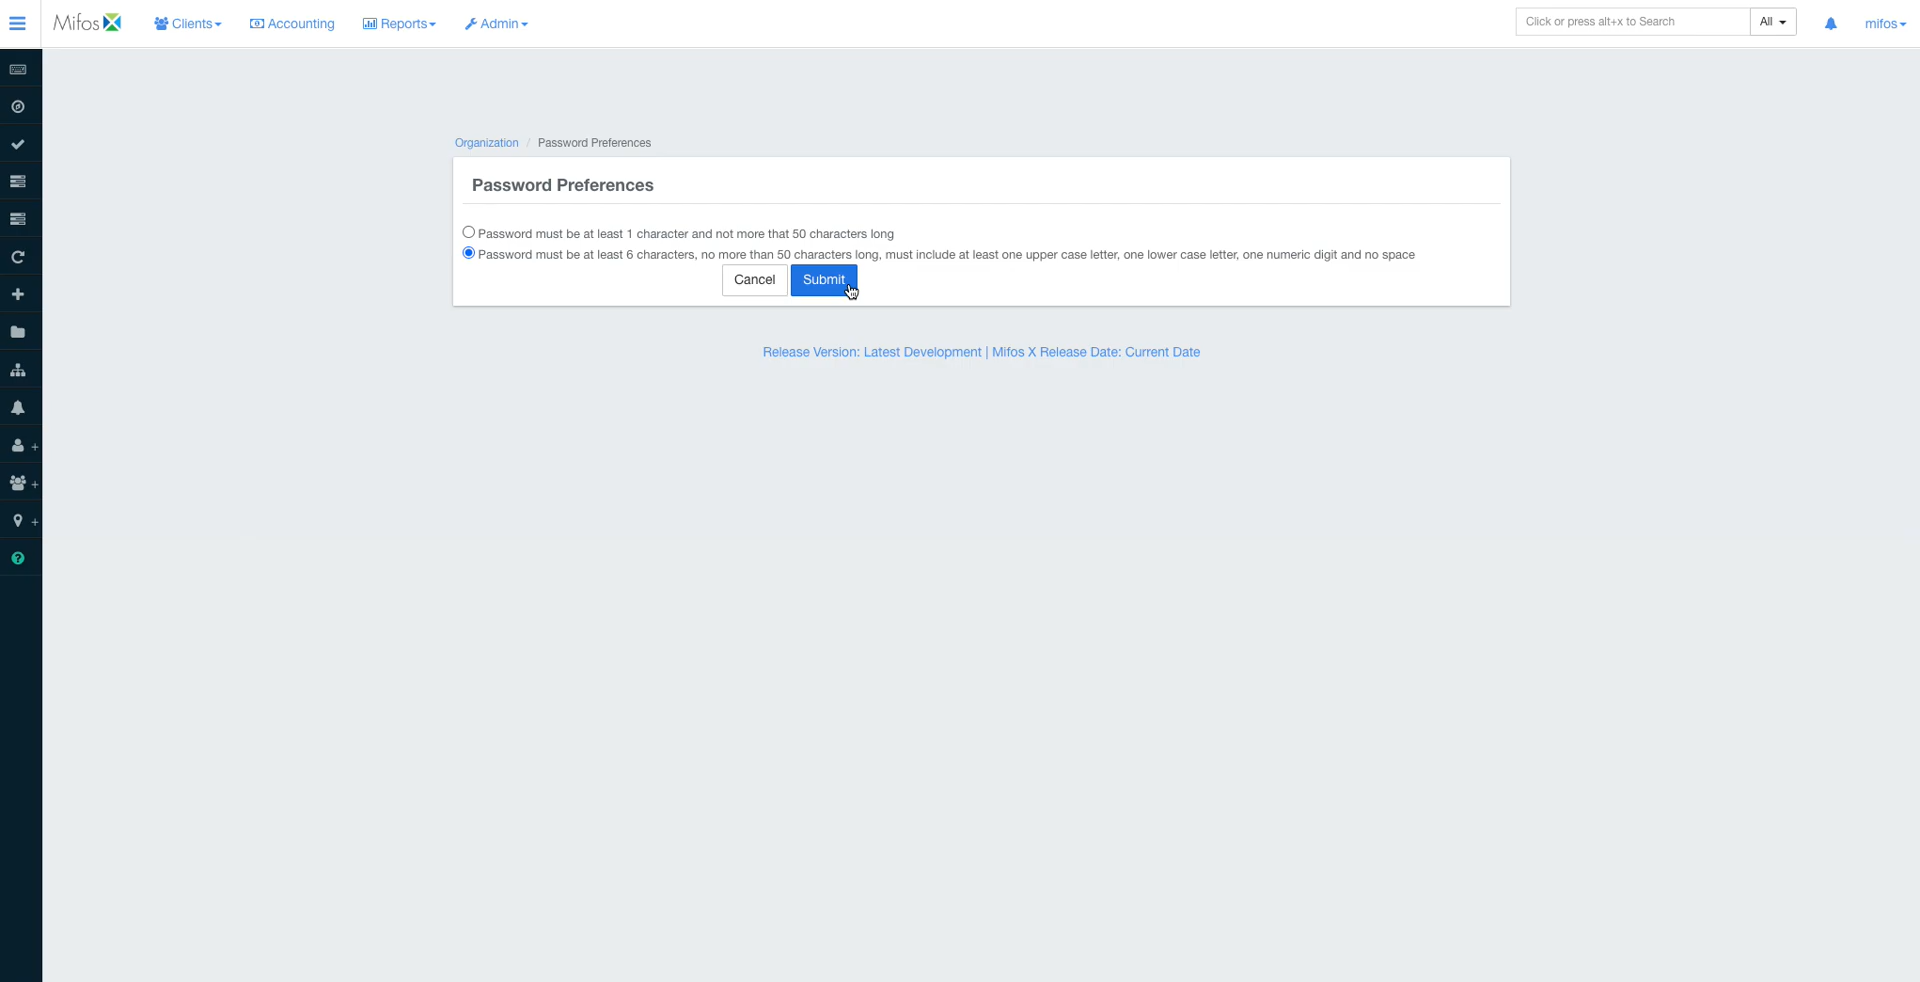 Mifos Clients Accounting Reports Admin Click or press alt+x to Search All mifos
Organization / Password Preferences
Password Preferences
Password must be at least 1 character and not more that 50 characters long
Password must be at least 6 characters, no more than 50 characters long, must include at least one upper case letter, one lower case letter, one numeric digit and no space
Cancel Submit
Release Version: Latest Development | Mifos X Release Date: Current Date